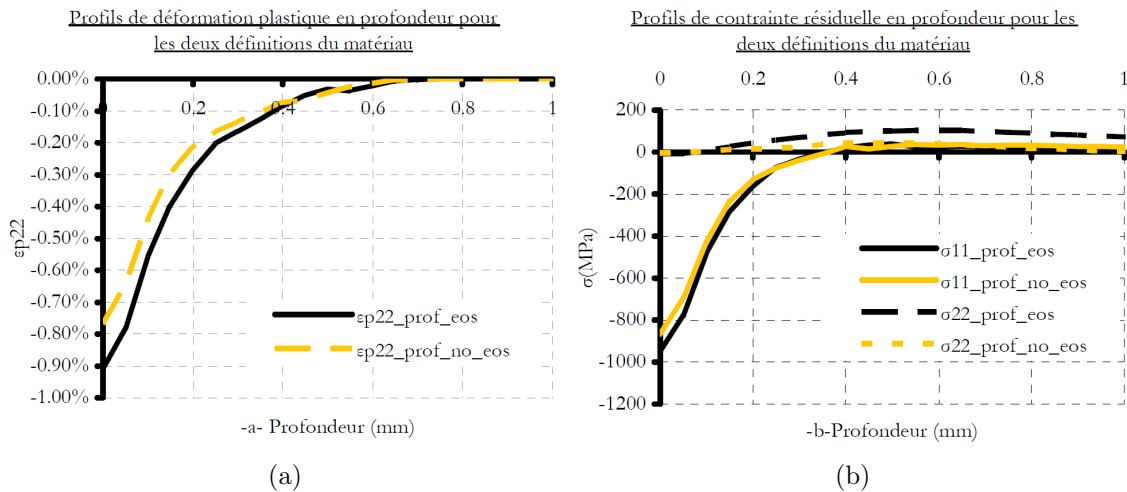 Profils de déformation plastique en profondeur pour
les deux définitions du matériau
0.00%
-0.10%
-0.20%
-0.30%
-0.40%
-0.50%
-0.60%
-0.70%
-0.80%
-0.90%
-1.00%
0
0.2
0.4
0.6
0.8
1
εp22
εp22_prof_eos
εp22_prof_no_eos
-a- Profondeur (mm)
(a)
Profils de contrainte résiduelle en profondeur pour les
deux définitions du matériau
0
0.2
0.4
0.6
0.8
1
200
0
-200
-400
-600
-800
-1000
-1200
σ(MPa)
σ11_prof_eos
σ11_prof_no_eos
σ22_prof_eos
σ22_prof_no_eos
-b-Profondeur (mm)
(b)